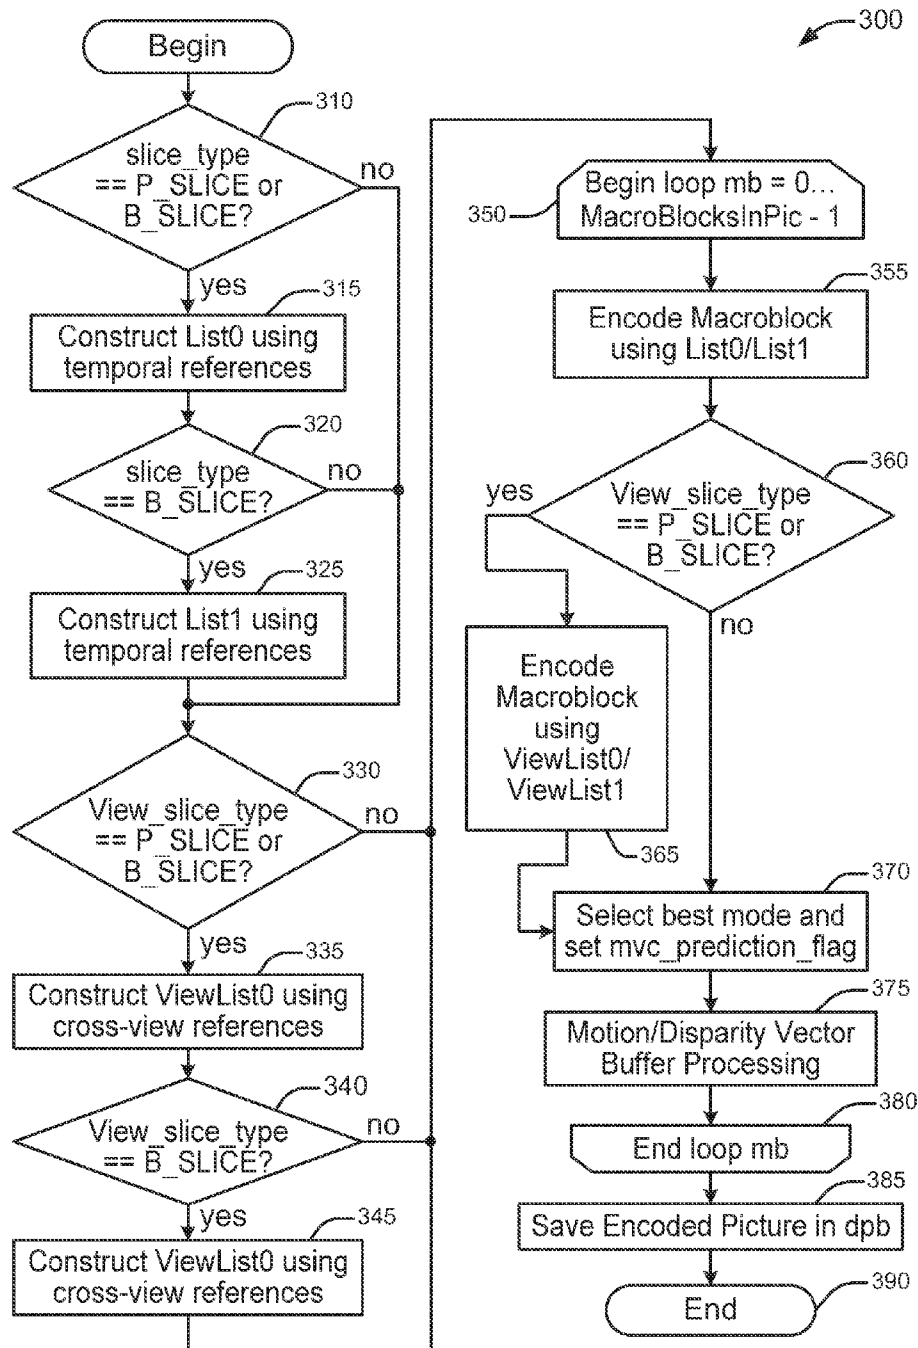 300
Begin
310
slice_type
== P_SLICE or
B_SLICE?
no
yes
315
Construct List0 using
temporal references
320
slice_type
== B_SLICE?
no
yes
325
Construct List1 using
temporal references
330
View_slice_type
== P_SLICE or
B_SLICE?
no
yes
335
Construct ViewList0 using
cross-view references
340
View_slice_type
== B_SLICE?
no
yes
345
Construct ViewList0 using
cross-view references
350
Begin loop mb = 0...
MacroBlocksInPic - 1
355
Encode Macroblock
using List0/List1
360
View_slice_type
== P_SLICE or
B_SLICE?
yes
no
Encode
Macroblock
using
ViewList0/
ViewList1
365
370
Select best mode and
set mvc_prediction_flag
375
Motion/Disparity Vector
Buffer Processing
380
End loop mb
385
Save Encoded Picture in dpb
End
390